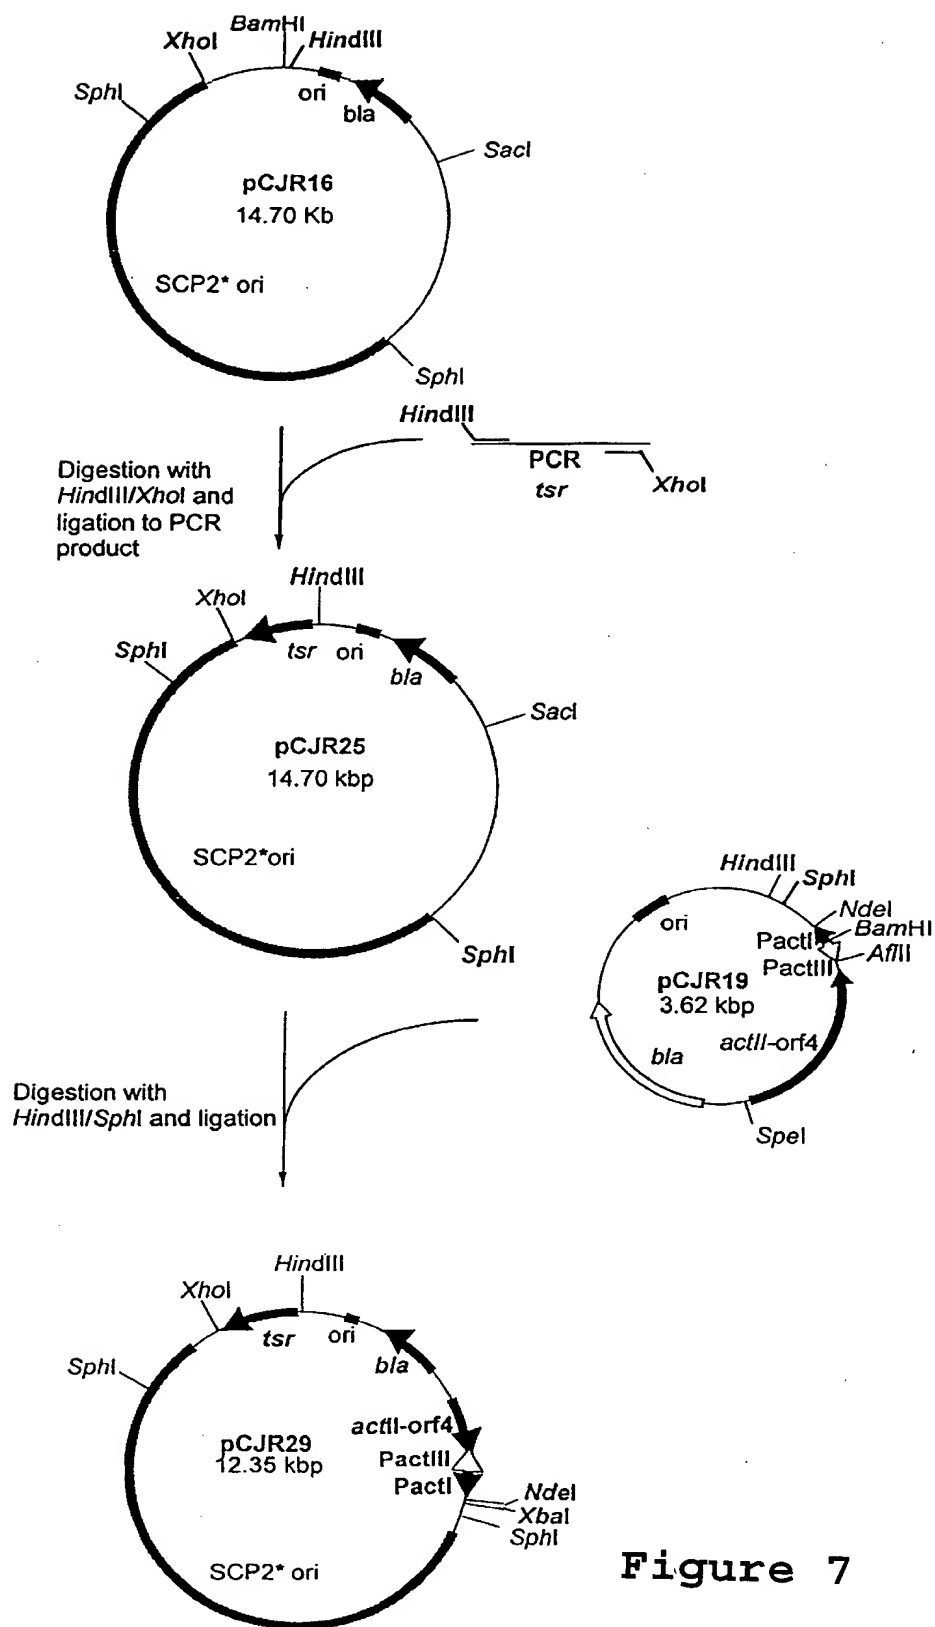 BamHI
XhoI
HindIII
SphI
ori
bla
SacI
pCJR16
14.70 Kb
SCP2* ori
SphI
HindIII
PCR
tsr
XhoI
Digestion with
HindIII/XhoI and
ligation to PCR
product
HindIII
XhoI
SphI
tsr
ori
bla
SacI
pCJR25
14.70 kbp
SCP2*ori
SphI
HindIII
SphI
NdeI
BamHI
AflII
ori
PactI
PactIII
pCJR19
3.62 kbp
bla
actII-orf4
SpeI
Digestion with
HindIII/SphI and ligation
HindIII
XhoI
SphI
tsr
ori
bla
actII-orf4
pCJR29
12.35 kbp
PactIII
PactI
NdeI
XbaI
SphI
SCP2* ori
Figure 7